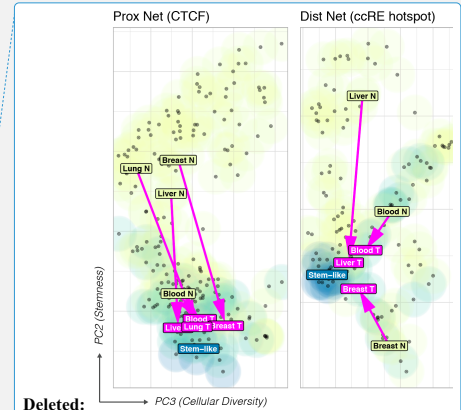 Prox Net (CTCF)
Dist Net (ccRE hotspot)
Liver N
Breast N
Lung N
Liver N
Blood N
Blood N
Blood T
Liver T
Stem–like
Breast T
Blood T
Live
Lung T
Breast T
Stem–like
Breast N
PC2 (Stemness)
PC3 (Cellular Diversity)
Deleted: